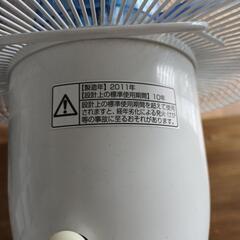 【製造年】2011年
【設計上の標準使用期間】10年
設計上の標準使用期間を超えて使用
されますと、経年劣化による発火・けが
等の事故に至るおそれがあります。